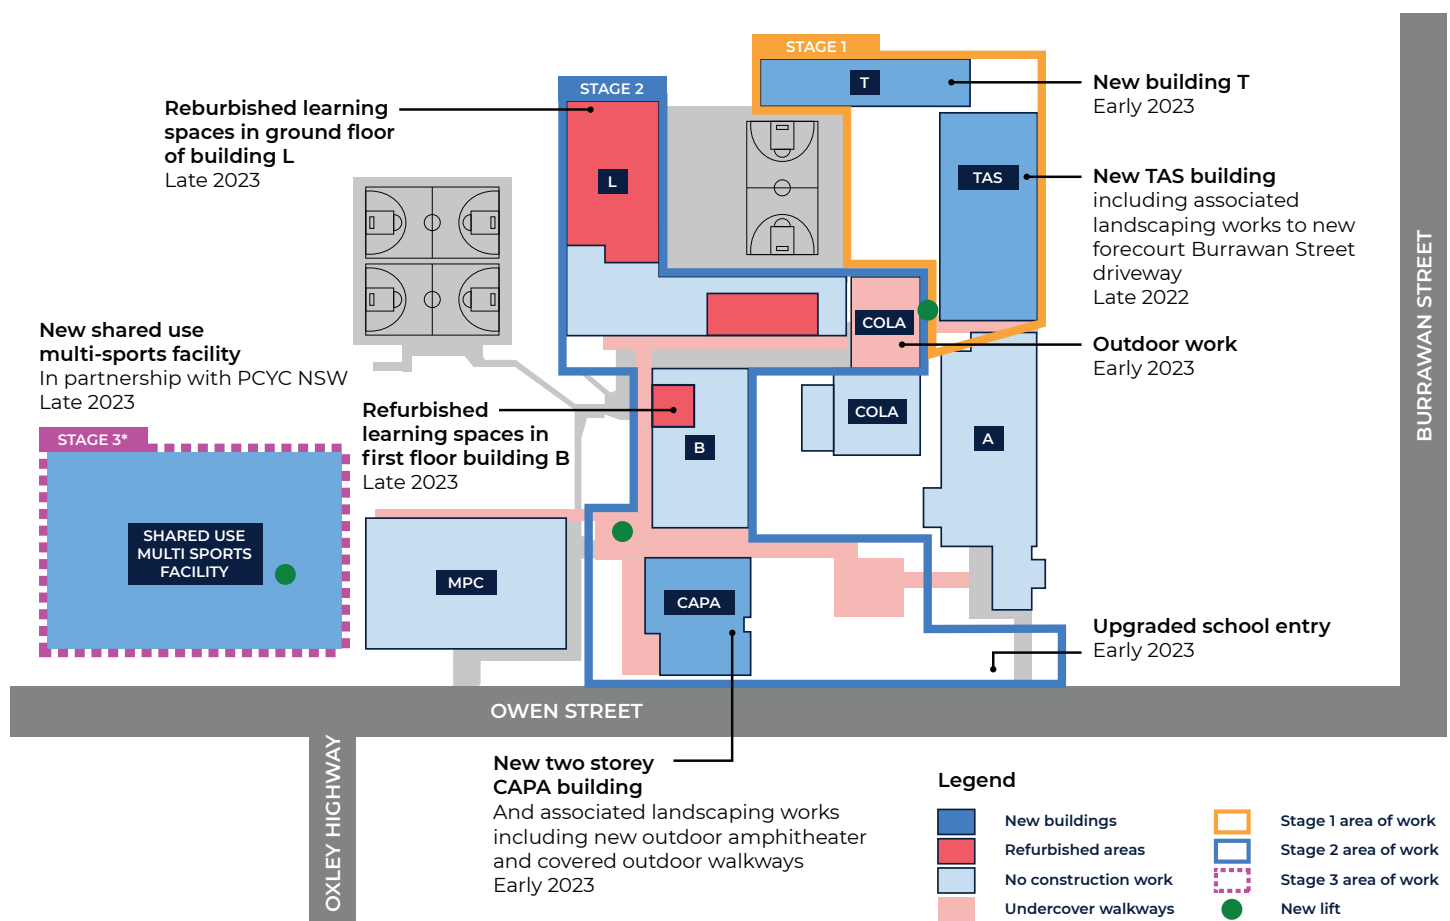 STAGE 1
STAGE 2
T
L
TAS
COLA
COLA
A
B
MPC
CAPA
STAGE 3*
SHARED USE
MULTI SPORTS
FACILITY
Reburbished learning
spaces in ground floor
of building L
Late 2023
New building T
Early 2023
New TAS building
including associated
landscaping works to new
forecourt Burrawan Street
driveway
Late 2022
New shared use
multi-sports facility
In partnership with PCYC NSW
Late 2023
Outdoor work
Early 2023
Refurbished
learning spaces in
first floor building B
Late 2023
Upgraded school entry
Early 2023
BURRAWAN STREET
OWEN STREET
OXLEY HIGHWAY
New two storey
CAPA building
And associated landscaping works
including new outdoor amphitheater
and covered outdoor walkways
Early 2023
Legend
New buildings
Refurbished areas
No construction work
Undercover walkways
Stage 1 area of work
Stage 2 area of work
Stage 3 area of work
New lift